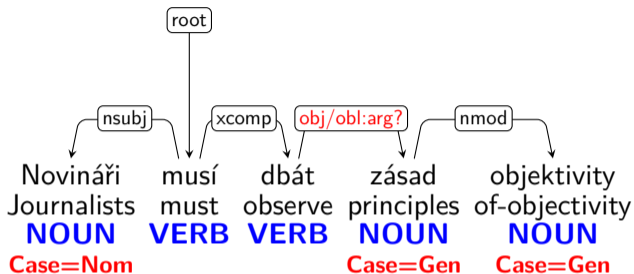 root
nsubj xcomp obj/obl:arg? nmod
Novináři musí dbát zásad objektivity
Journalists must observe principles of-objectivity
NOUN VERB VERB NOUN NOUN
Case=Nom Case=Gen Case=Gen